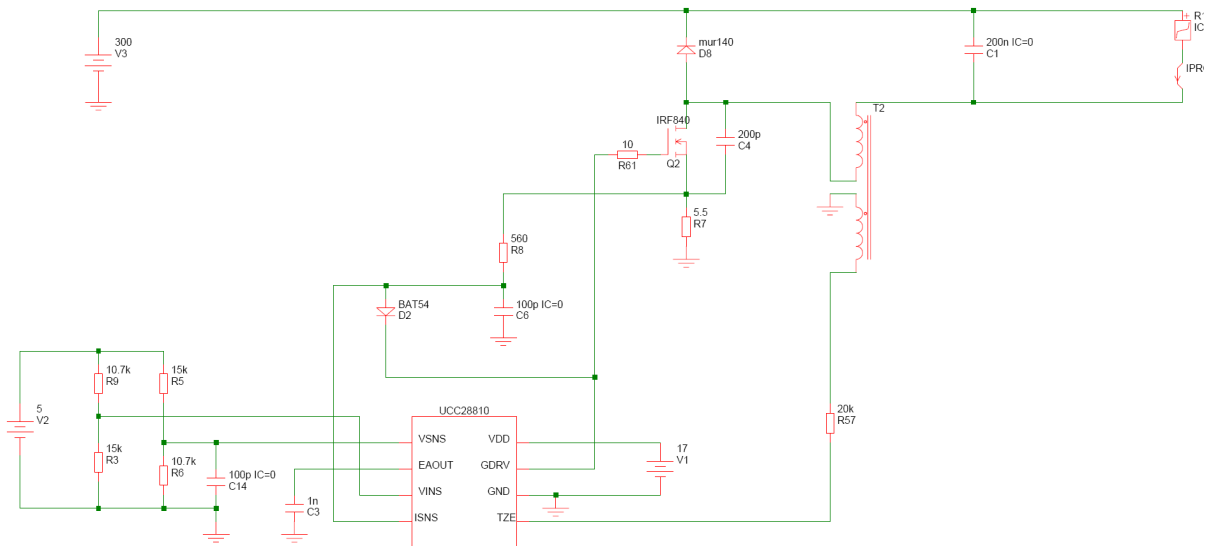 300
V3
mur140
D8
200n IC=0
C1
R1
IC
IPR
T2
IRF840
Q2
200p
C4
10
R61
5.5
R7
560
R8
BAT54
D2
100p IC=0
C6
10.7k
R9
15k
R5
5
V2
15k
R3
10.7k
R6
100p IC=0
C14
1n
C3
UCC28810
VSNS
VDD
EAOUT
GDRV
VINS
GND
ISNS
TZE
17
V1
20k
R57